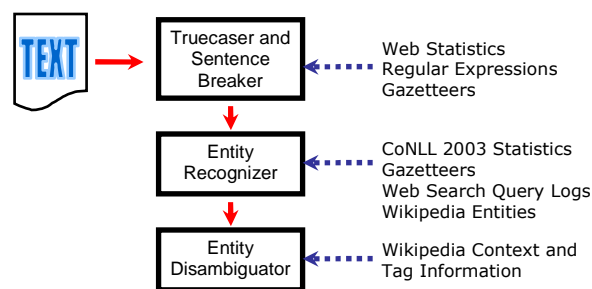 TEXT
Truecaser and
Sentence
Breaker
Web Statistics
Regular Expressions
Gazetteers
Entity
Recognizer
CoNLL 2003 Statistics
Gazetteers
Web Search Query Logs
Wikipedia Entities
Entity
Disambiguator
Wikipedia Context and
Tag Information